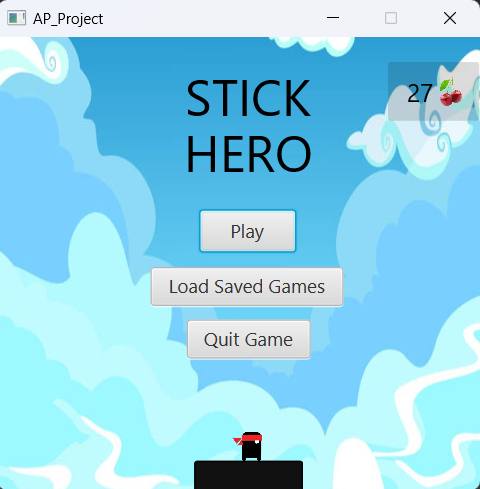 AP_Project
27
STICK
HERO
Play
Load Saved Games
Quit Game